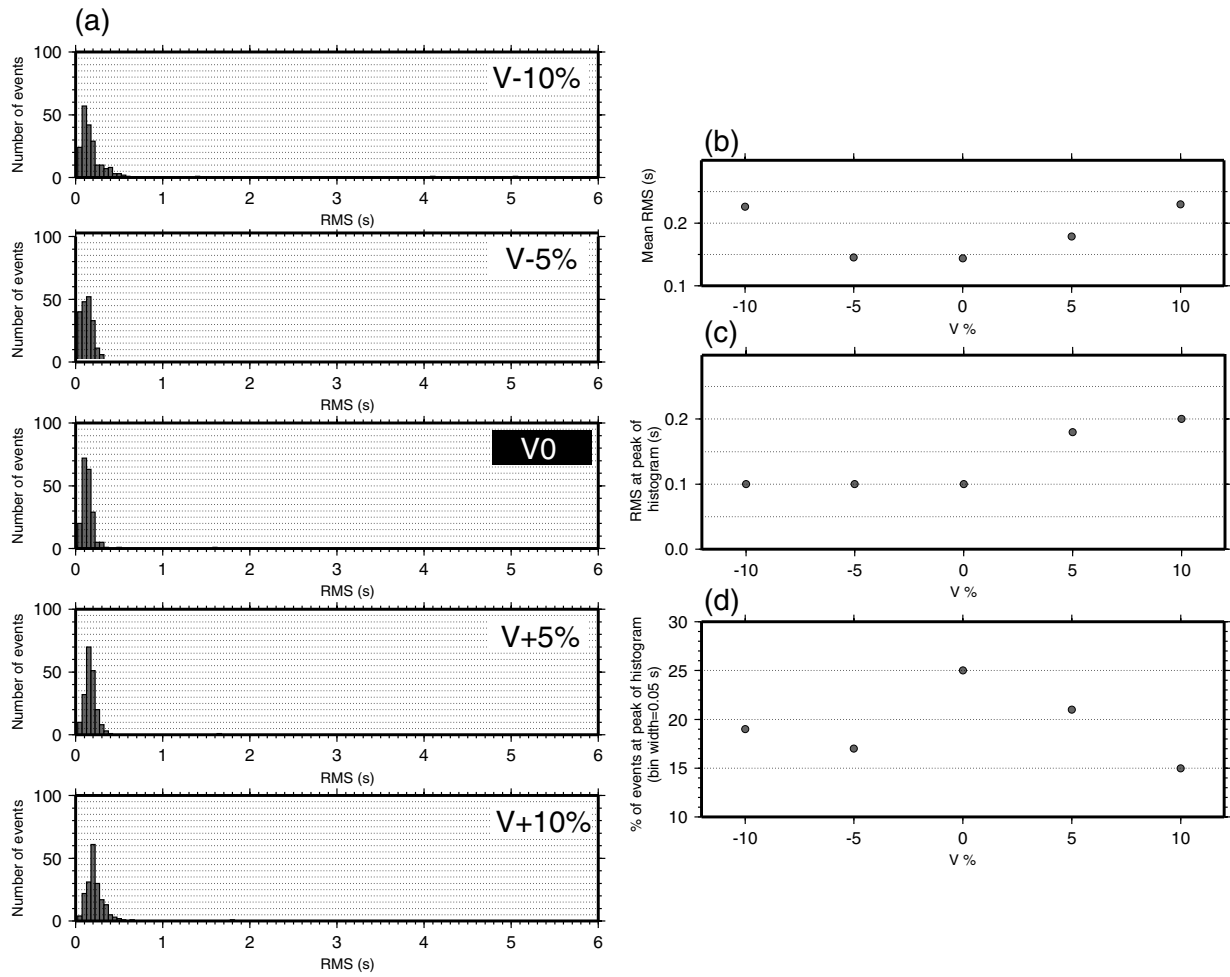 (a)
100
50
0
Number of events
V-10%
0 1 2 3 4 5 6
RMS (s)
100
50
0
Number of events
V-5%
0 1 2 3 4 5 6
RMS (s)
100
50
0
Number of events
V0
0 1 2 3 4 5 6
RMS (s)
100
50
0
Number of events
V+5%
0 1 2 3 4 5 6
RMS (s)
100
50
0
Number of events
V+10%
0 1 2 3 4 5 6
RMS (s)
(b)
Mean RMS (s)
0.2
0.1
-10 -5 0 5 10
V %
(c)
RMS at peak of
histogram (s)
0.2
0.1
0.0
-10 -5 0 5 10
V %
(d)
% of events at peak of histogram
(bin width=0.05 s)
30
25
20
15
10
-10 -5 0 5 10
V %